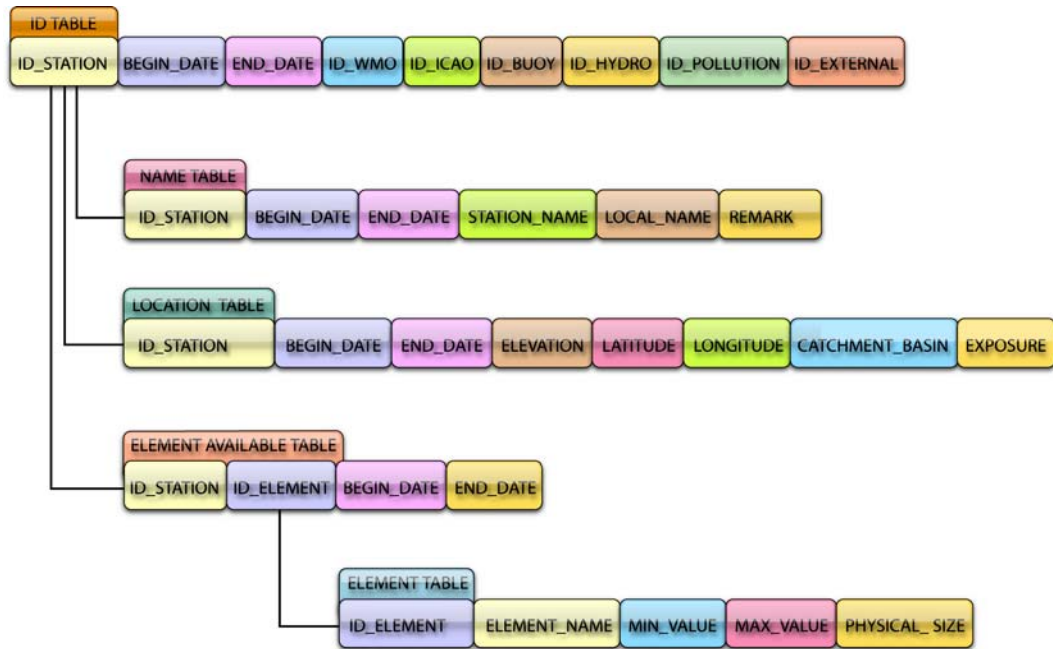 ID TABLE
ID_STATION BEGIN_DATE END_DATE ID_WMO ID_ICAO ID_BUOY ID_HYDRO ID_POLLUTION ID_EXTERNAL
NAME TABLE
ID_STATION BEGIN_DATE END_DATE STATION_NAME LOCAL_NAME REMARK
LOCATION TABLE
ID_STATION BEGIN_DATE END_DATE ELEVATION LATITUDE LONGITUDE CATCHMENT_BASIN EXPOSURE
ELEMENT AVAILABLE TABLE
ID_STATION ID_ELEMENT BEGIN_DATE END_DATE
ELEMENT TABLE
ID_ELEMENT ELEMENT_NAME MIN_VALUE MAX_VALUE PHYSICAL_ SIZE